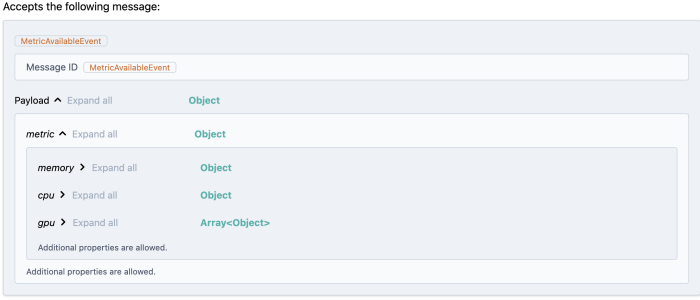 Accepts the following message:
MetricAvailableEvent
Message ID MetricAvailableEvent
Payload Expand all Object
metric Expand all Object
memory Expand all Object
cpu Expand all Object
gpu Expand all Array<Object>
Additional properties are allowed.
Additional properties are allowed.